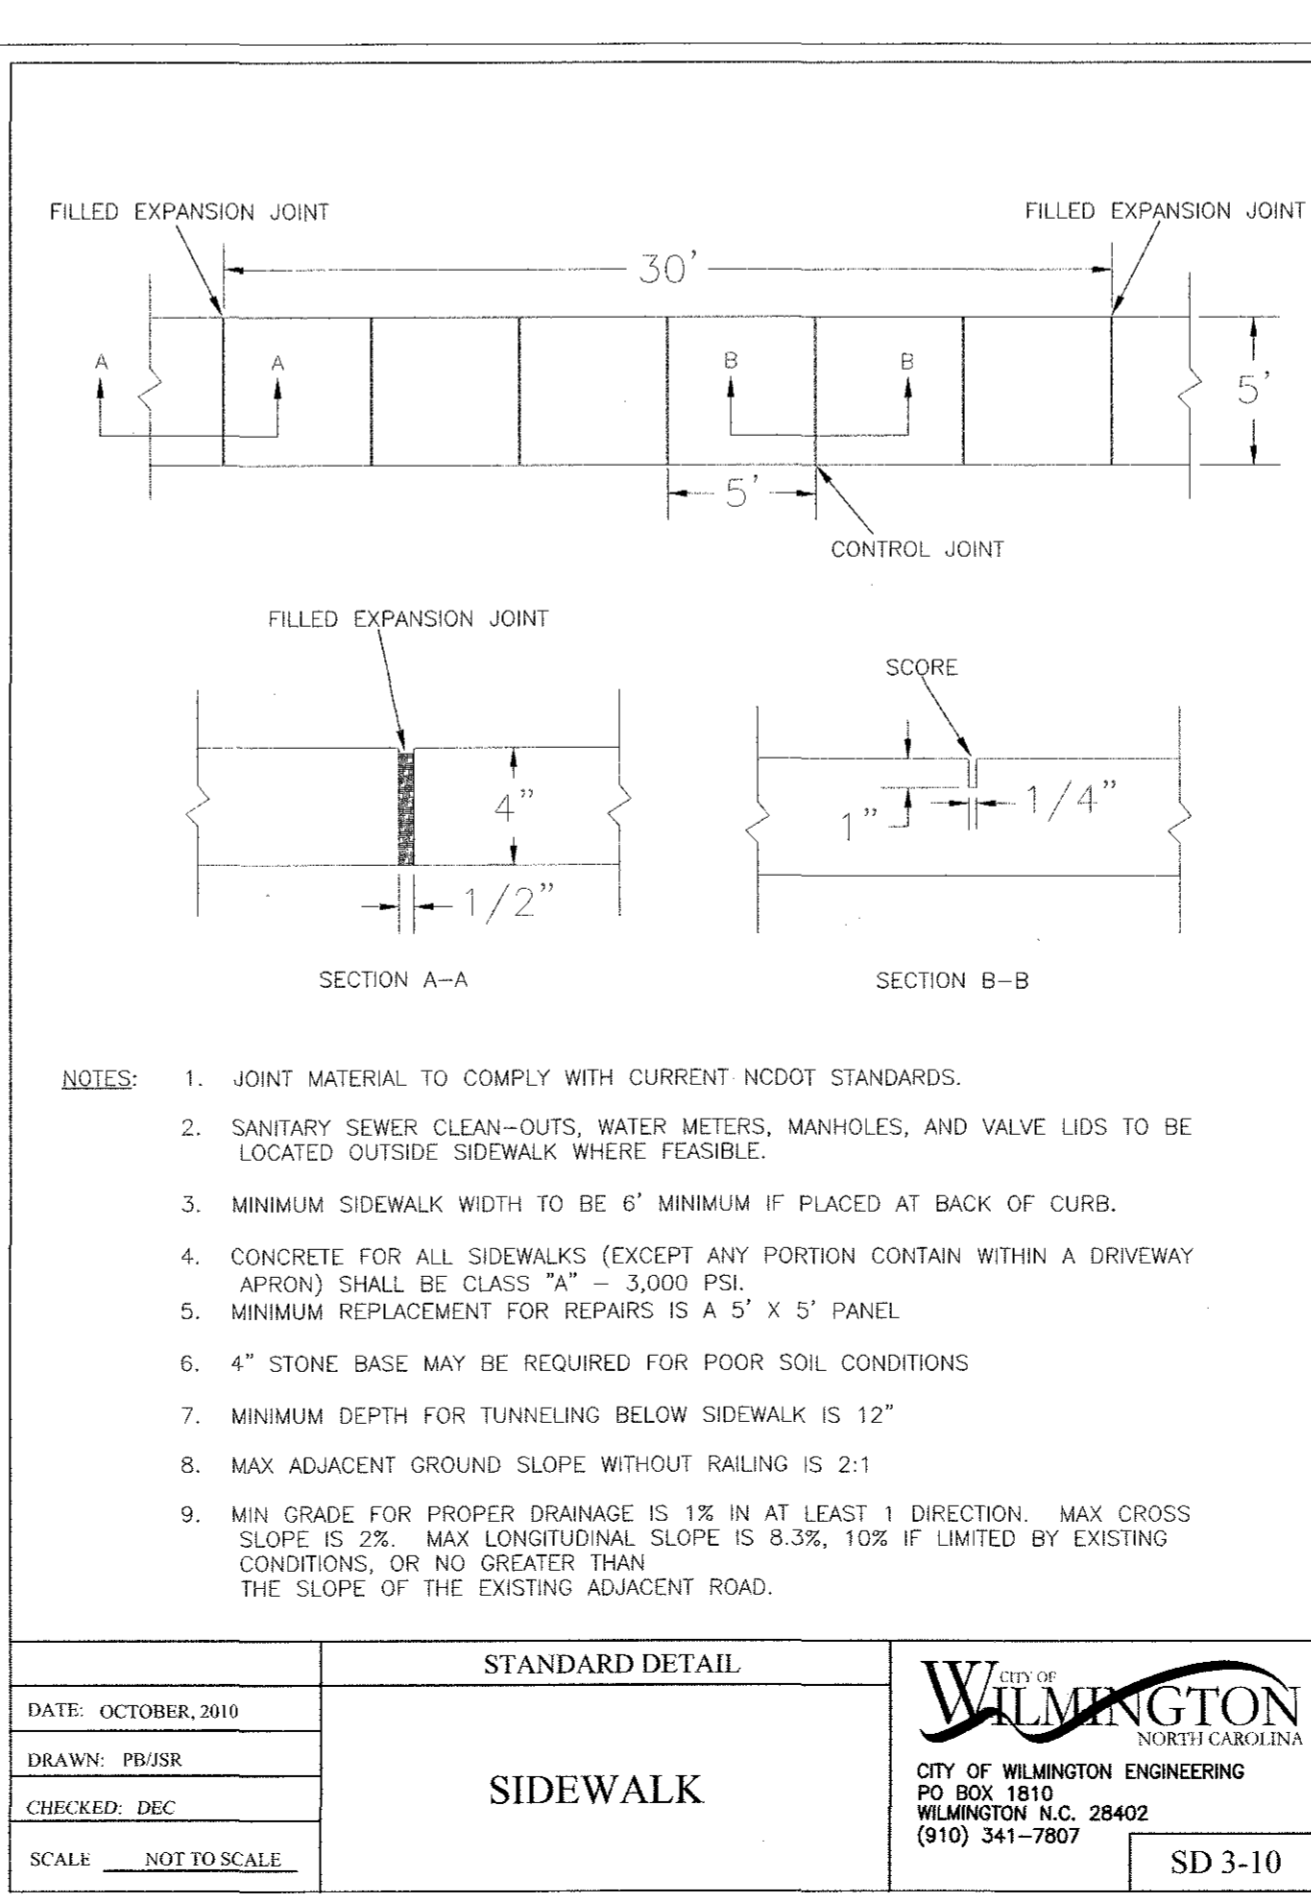 FILLED EXPANSION JOINT
FILLED EXPANSION JOINT
30'
A
A
B
B
5'
5'
CONTROL JOINT
FILLED EXPANSION JOINT
SCORE
4"
1"
1/4"
1/2"
SECTION A-A
SECTION B-B
NOTES:
1. JOINT MATERIAL TO COMPLY WITH CURRENT NCDOT STANDARDS.
2. SANITARY SEWER CLEAN-OUTS, WATER METERS, MANHOLES, AND VALVE LIDS TO BE
LOCATED OUTSIDE SIDEWALK WHERE FEASIBLE.
3. MINIMUM SIDEWALK WIDTH TO BE 6' MINIMUM IF PLACED AT BACK OF CURB.
4. CONCRETE FOR ALL SIDEWALKS (EXCEPT ANY PORTION CONTAIN WITHIN A DRIVEWAY
APRON) SHALL BE CLASS "A" - 3,000 PSI.
5. MINIMUM REPLACEMENT FOR REPAIRS IS A 5' X 5' PANEL
6. 4" STONE BASE MAY BE REQUIRED FOR POOR SOIL CONDITIONS
7. MINIMUM DEPTH FOR TUNNELING BELOW SIDEWALK IS 12"
8. MAX ADJACENT GROUND SLOPE WITHOUT RAILING IS 2:1
9. MIN GRADE FOR PROPER DRAINAGE IS 1% IN AT LEAST 1 DIRECTION. MAX CROSS
SLOPE IS 2%. MAX LONGITUDINAL SLOPE IS 8.3%, 10% IF LIMITED BY EXISTING
CONDITIONS, OR NO GREATER THAN
THE SLOPE OF THE EXISTING ADJACENT ROAD.
STANDARD DETAIL
DATE: OCTOBER, 2010
DRAWN: PB/JSR
CHECKED: DEC
SCALE NOT TO SCALE
SIDEWALK
CITY OF
WILMINGTON
NORTH CAROLINA
CITY OF WILMINGTON ENGINEERING
PO BOX 1810
WILMINGTON N.C. 28402
(910) 341-7807
SD 3-10